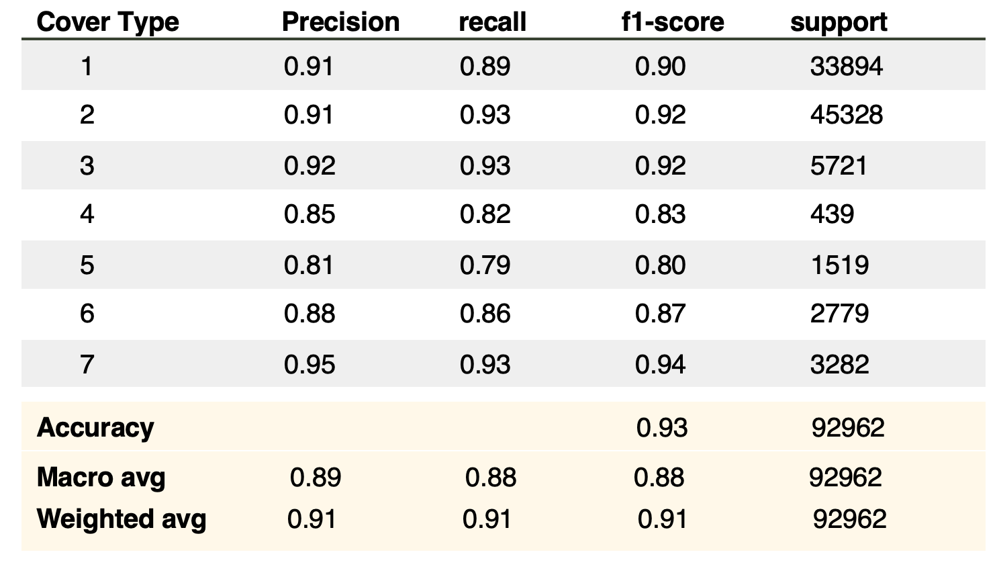 Cover Type Precision recall f1-score support
1 0.91 0.89 0.90 33894
2 0.91 0.93 0.92 45328
3 0.92 0.93 0.92 5721
4 0.85 0.82 0.83 439
5 0.81 0.79 0.80 1519
6 0.88 0.86 0.87 2779
7 0.95 0.93 0.94 3282
Accuracy 0.93 92962
Macro avg 0.89 0.88 0.88 92962
Weighted avg 0.91 0.91 0.91 92962